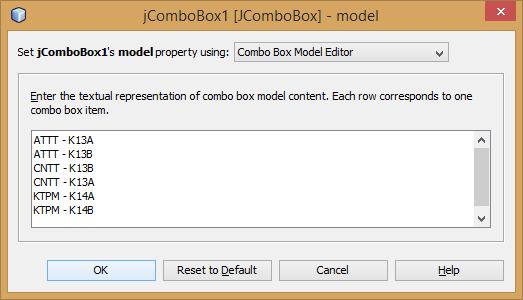 jComboBox1 [JComboBox] - model
Set jComboBox1's model property using: Combo Box Model Editor
Enter the textual representation of combo box model content. Each row corresponds to one
combo box item.
ATTT - K13A
ATTT - K13B
CNTT - K13B
CNTT - K13A
KTPM - K14A
KTPM - K14B
OK Reset to Default Cancel Help